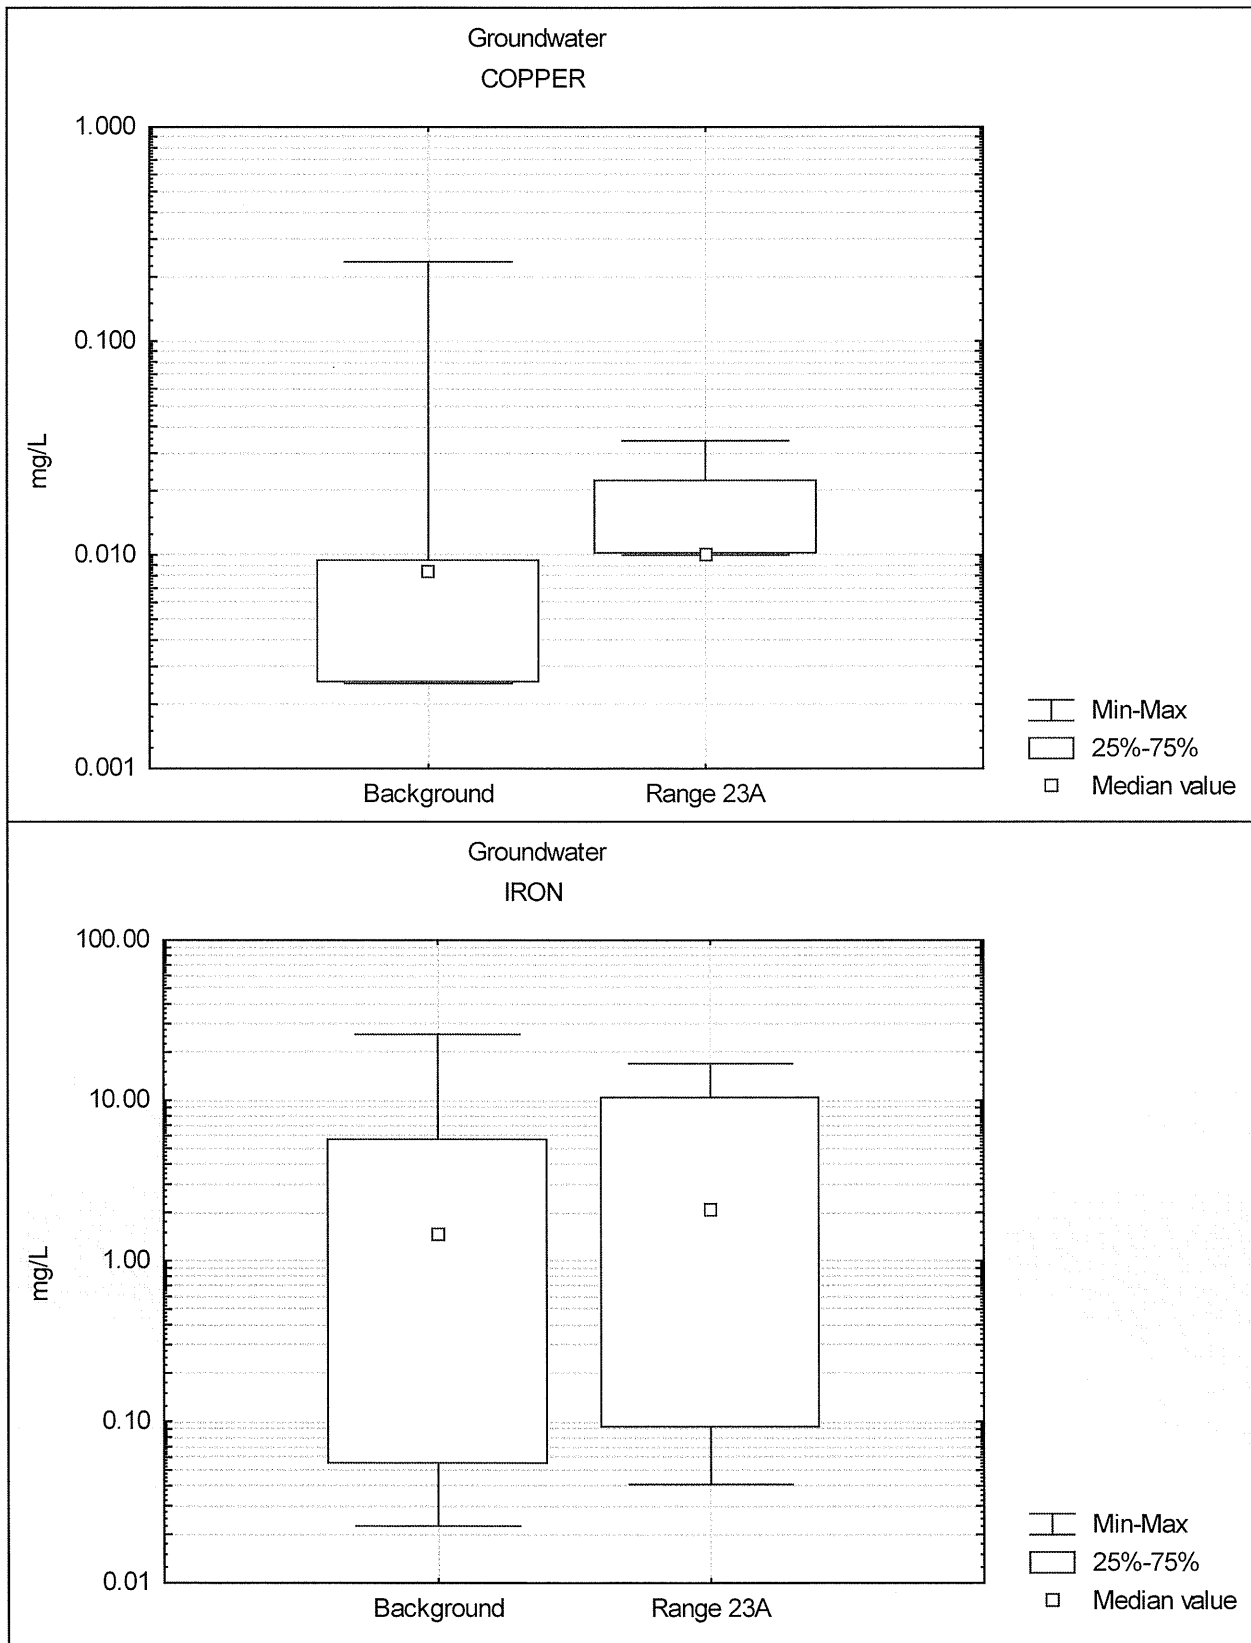 Groundwater
COPPER
1.000
0.100
0.010
0.001
mg/L
Background
Range 23A
Min-Max
25%-75%
Median value
Groundwater
IRON
100.00
10.00
1.00
0.10
0.01
mg/L
Background
Range 23A
Min-Max
25%-75%
Median value